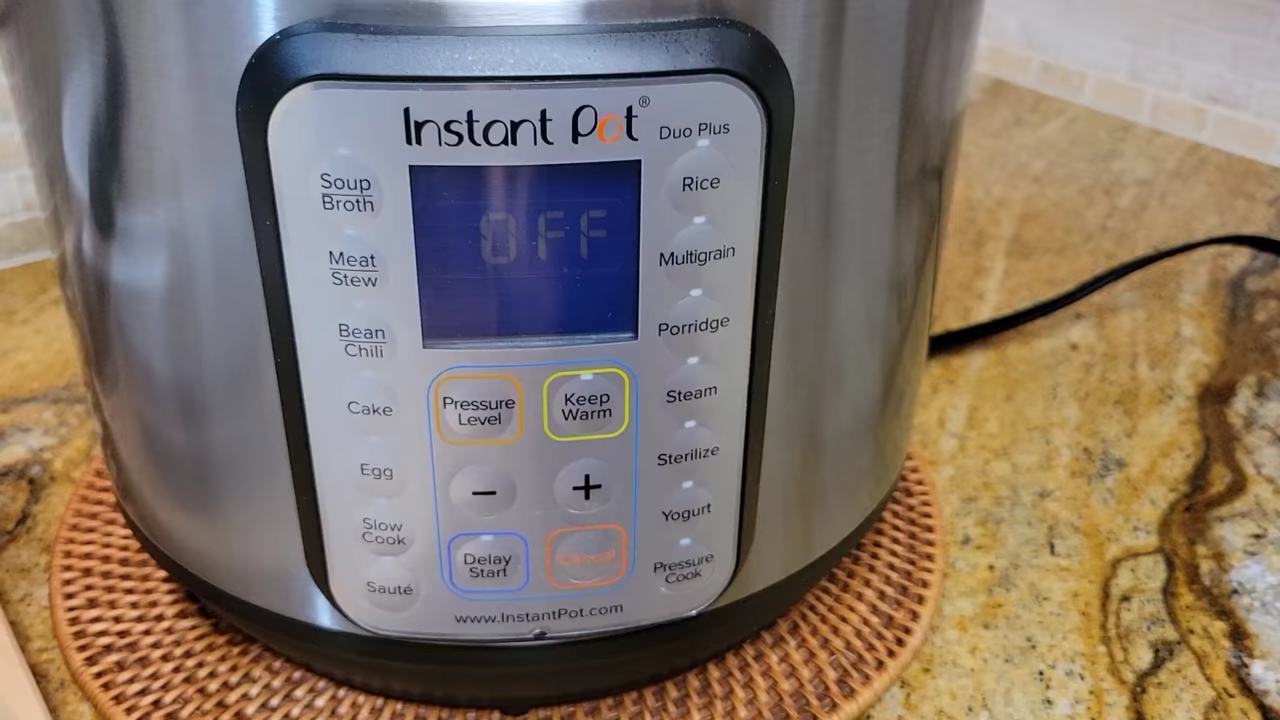 Instant Pot®
Duo Plus
OFF
Soup
Broth
Meat
Stew
Bean
Chili
Cake
Egg
Slow
Cook
Sauté
Pressure
Level
Keep
Warm
−
+
Delay
Start
Cancel
Rice
Multigrain
Porridge
Steam
Sterilize
Yogurt
Pressure
Cook
www.InstantPot.com